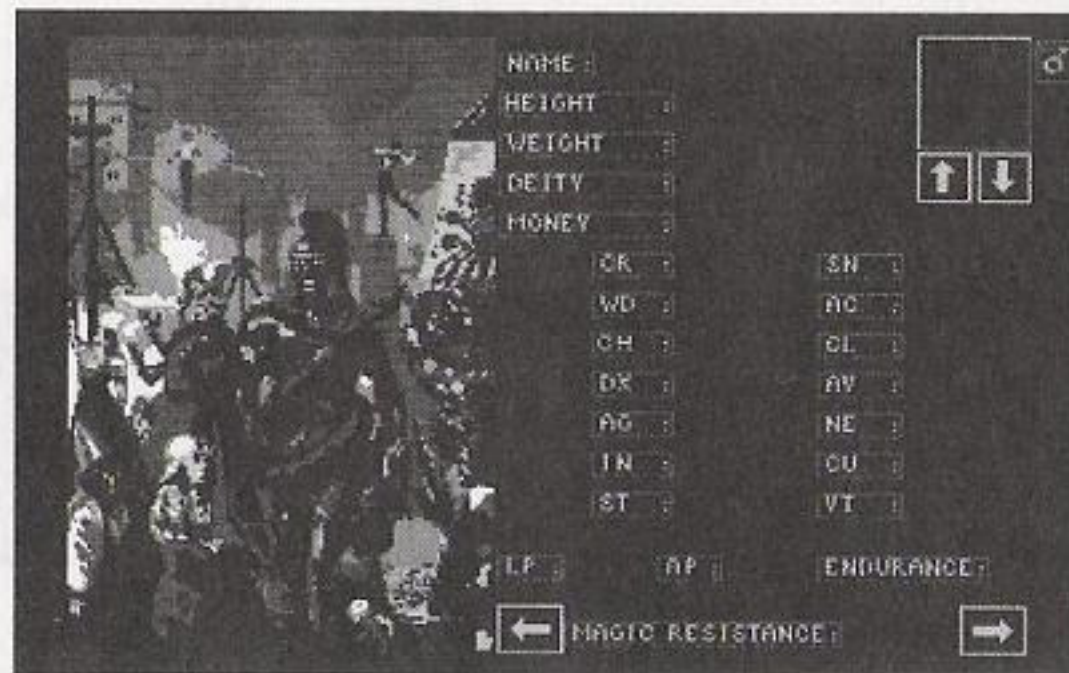 NAME :
HEIGHT :
WEIGHT :
DEITY :
MONEY :
CR : SN :
WD : AC :
CH : CL :
DX : AV :
AG : NE :
IN : CU :
ST : VT :
LP : AP : ENDURANCE:
MAGIC RESISTANCE: